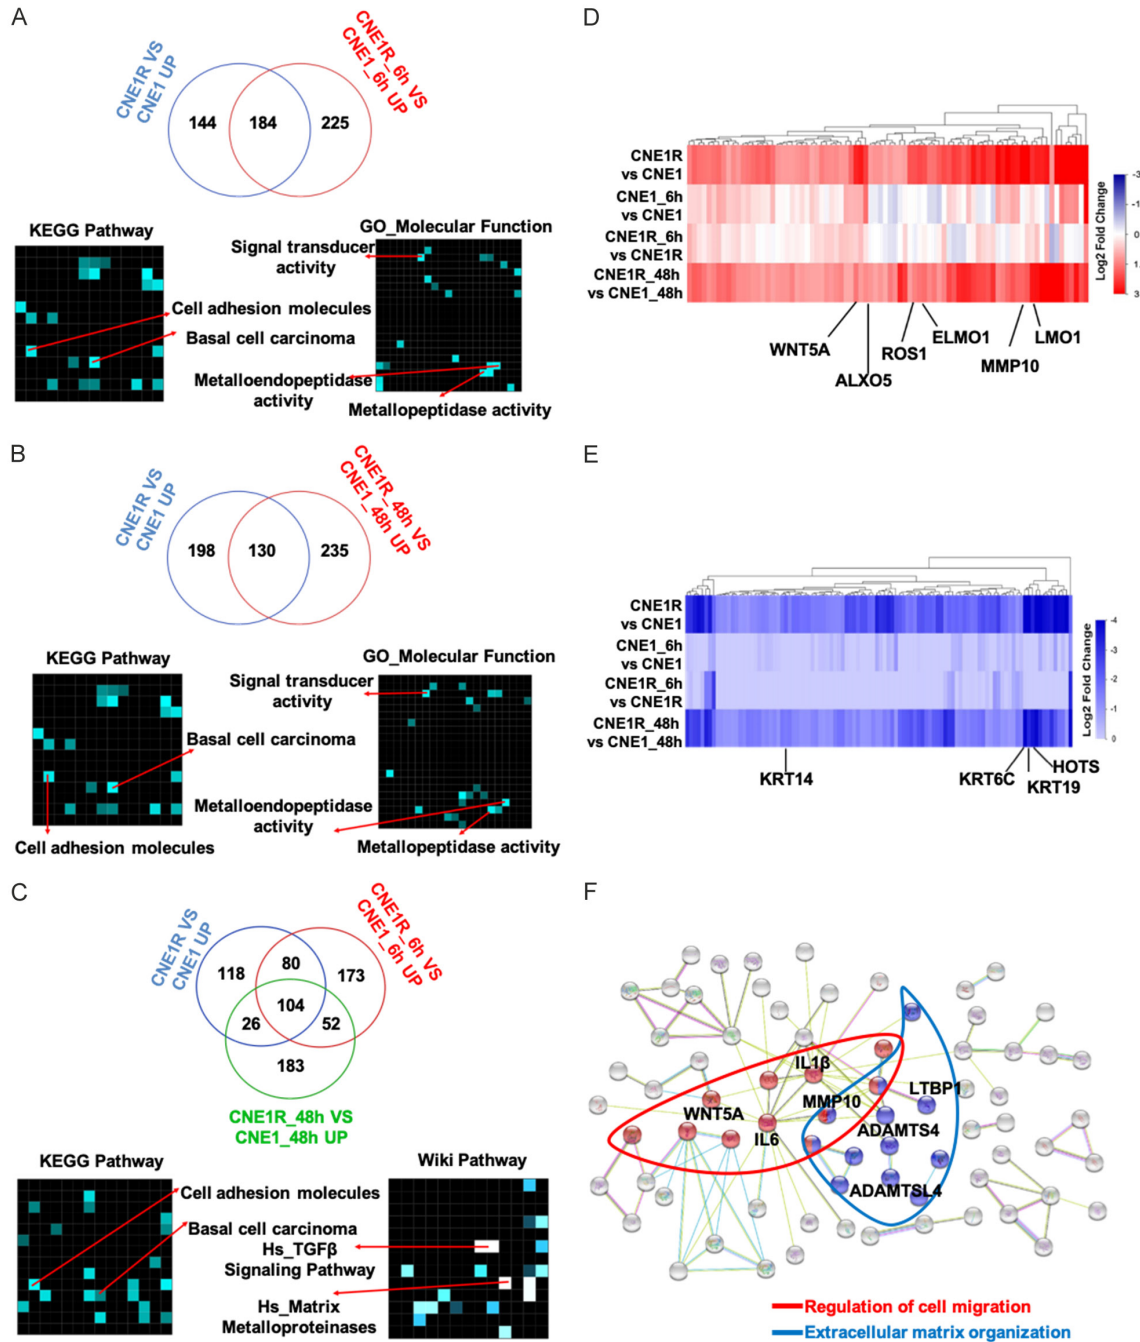 A
CNE1R VS
CNE1 UP
CNE1R_6h VS
CNE1_6h UP
144
184
225
KEGG Pathway
GO_Molecular Function
Signal transducer
activity
Cell adhesion molecules
Basal cell carcinoma
Metalloendopeptidase
activity
Metallopeptidase activity
B
CNE1R VS
CNE1 UP
CNE1R_48h VS
CNE1_48h UP
198
130
235
KEGG Pathway
GO_Molecular Function
Signal transducer
activity
Basal cell carcinoma
Metalloendopeptidase
activity
Cell adhesion molecules
Metallopeptidase activity
C
CNE1R VS
CNE1 UP
CNE1R_6h VS
CNE1_6h UP
118
80
173
104
26
52
183
CNE1R_48h VS
CNE1_48h UP
KEGG Pathway
Wiki Pathway
Cell adhesion molecules
Basal cell carcinoma
Hs_TGFβ
Signaling Pathway
Hs_Matrix
Metalloproteinases
D
CNE1R
vs CNE1
CNE1_6h
vs CNE1
CNE1R_6h
vs CNE1R
CNE1R_48h
vs CNE1_48h
Log2 Fold Change
-3
-1
0
1.
3
WNT5A
ALXO5
ROS1
ELMO1
MMP10
LMO1
E
CNE1R
vs CNE1
CNE1_6h
vs CNE1
CNE1R_6h
vs CNE1R
CNE1R_48h
vs CNE1_48h
Log2 Fold Change
-4
-3
-2
-1
0
KRT14
KRT6C
KRT19
HOTS
F
IL1β
LTBP1
MMP10
WNT5A
ADAMTS4
IL6
ADAMTSL4
Regulation of cell migration
Extracellular matrix organization